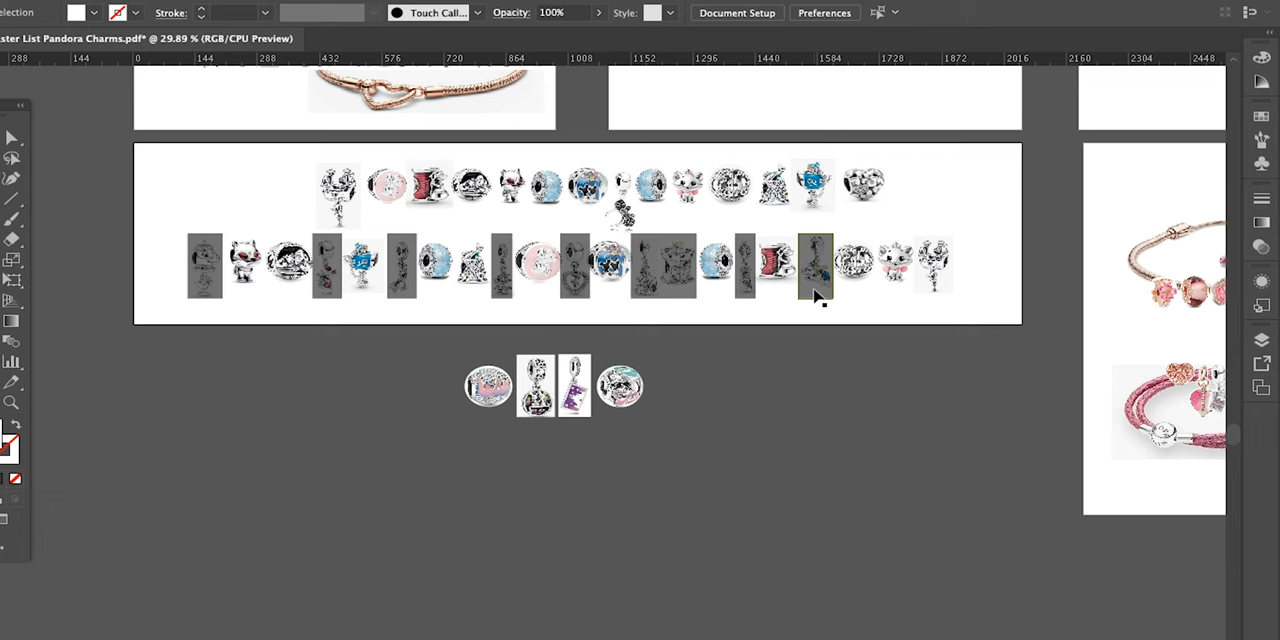 election Stroke: Touch Call... Opacity: 100% Style: Document Setup Preferences
ster List Pandora Charms.pdf* @ 29.89 % (RGB/CPU Preview)
288 144 0 144 288 432 576 720 864 1008 1152 1296 1440 1584 1728 1872 2016 2160 2304 2448